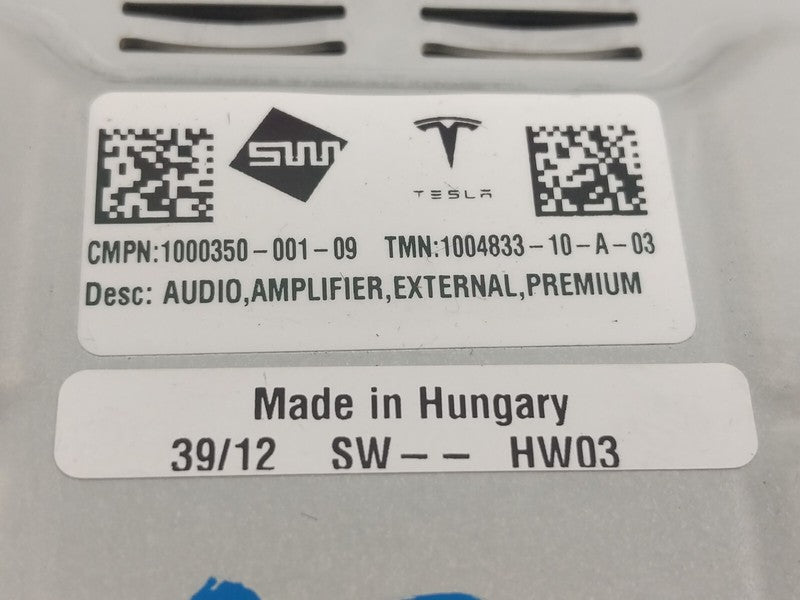 SW
TESLA
CMPN:1000350-001-09 TMN:1004833-10-A-03
Desc: AUDIO,AMPLIFIER,EXTERNAL,PREMIUM
Made in Hungary
39/12 SW-- HW03